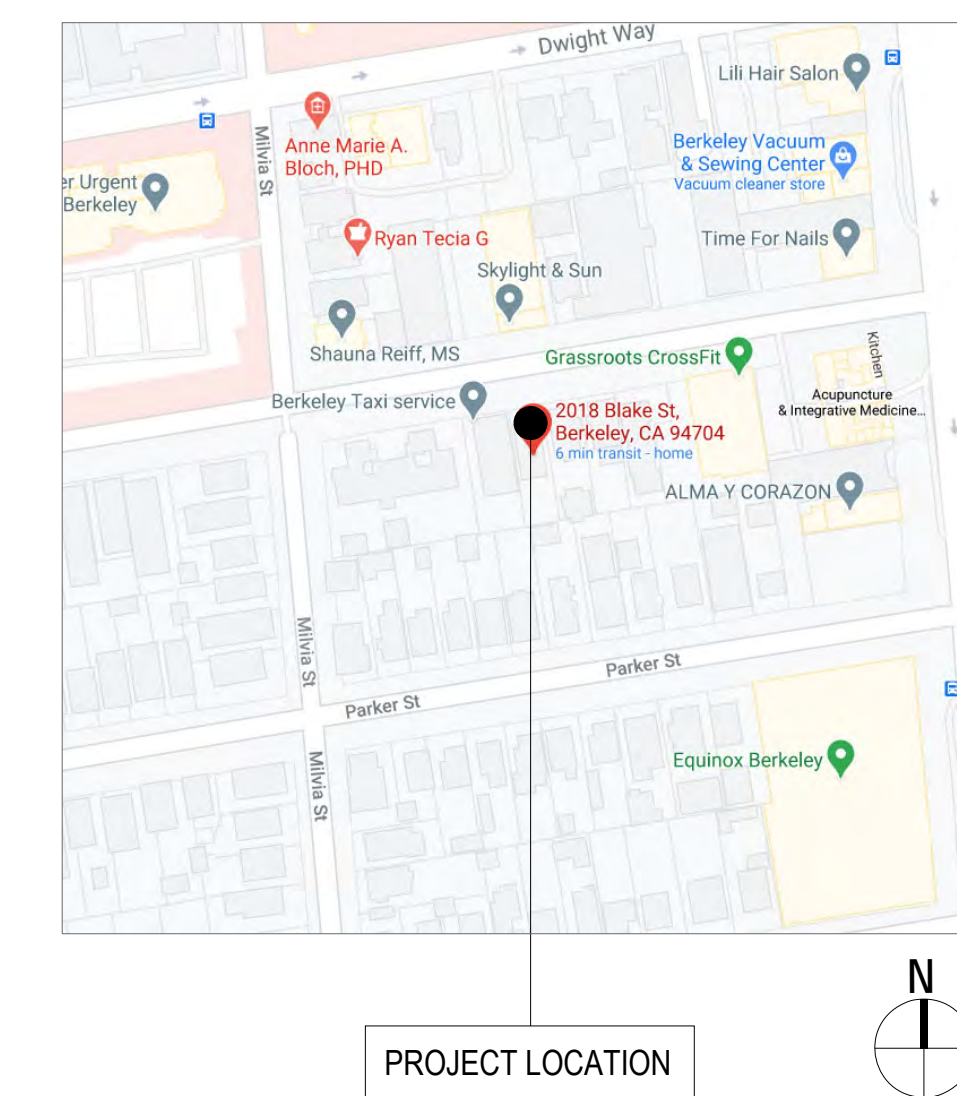 Dwight Way
Lili Hair Salon
Milvia St
Anne Marie A.
Bloch, PHD
Berkeley Vacuum
& Sewing Center
Vacuum cleaner store
er Urgent
Berkeley
Ryan Tecia G
Time For Nails
Skylight & Sun
Shauna Reiff, MS
Grassroots CrossFit
Kitchen
Berkeley Taxi service
Acupuncture
& Integrative Medicine...
2018 Blake St,
Berkeley, CA 94704
6 min transit - home
ALMA Y CORAZON
Milvia St
Parker St
Parker St
Milvia St
Equinox Berkeley
N
PROJECT LOCATION